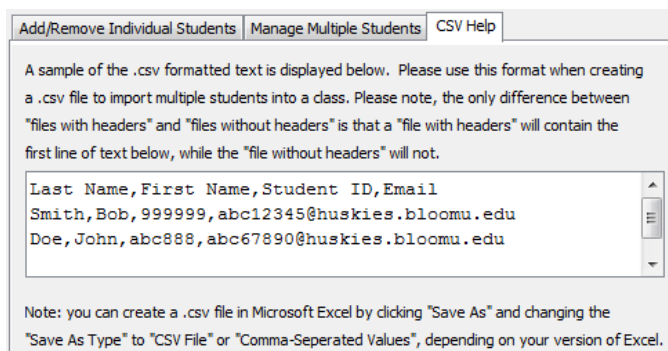 Add/Remove Individual Students Manage Multiple Students CSV Help
A sample of the .csv formatted text is displayed below. Please use this format when creating
a .csv file to import multiple students into a class. Please note, the only difference between
"files with headers" and "files without headers" is that a "file with headers" will contain the
first line of text below, while the "file without headers" will not.
Last Name,First Name,Student ID,Email
Smith,Bob,999999,abc12345@huskies.bloomu.edu
Doe,John,abc888,abc67890@huskies.bloomu.edu
Note: you can create a .csv file in Microsoft Excel by clicking "Save As" and changing the
"Save As Type" to "CSV File" or "Comma-Seperated Values", depending on your version of Excel.